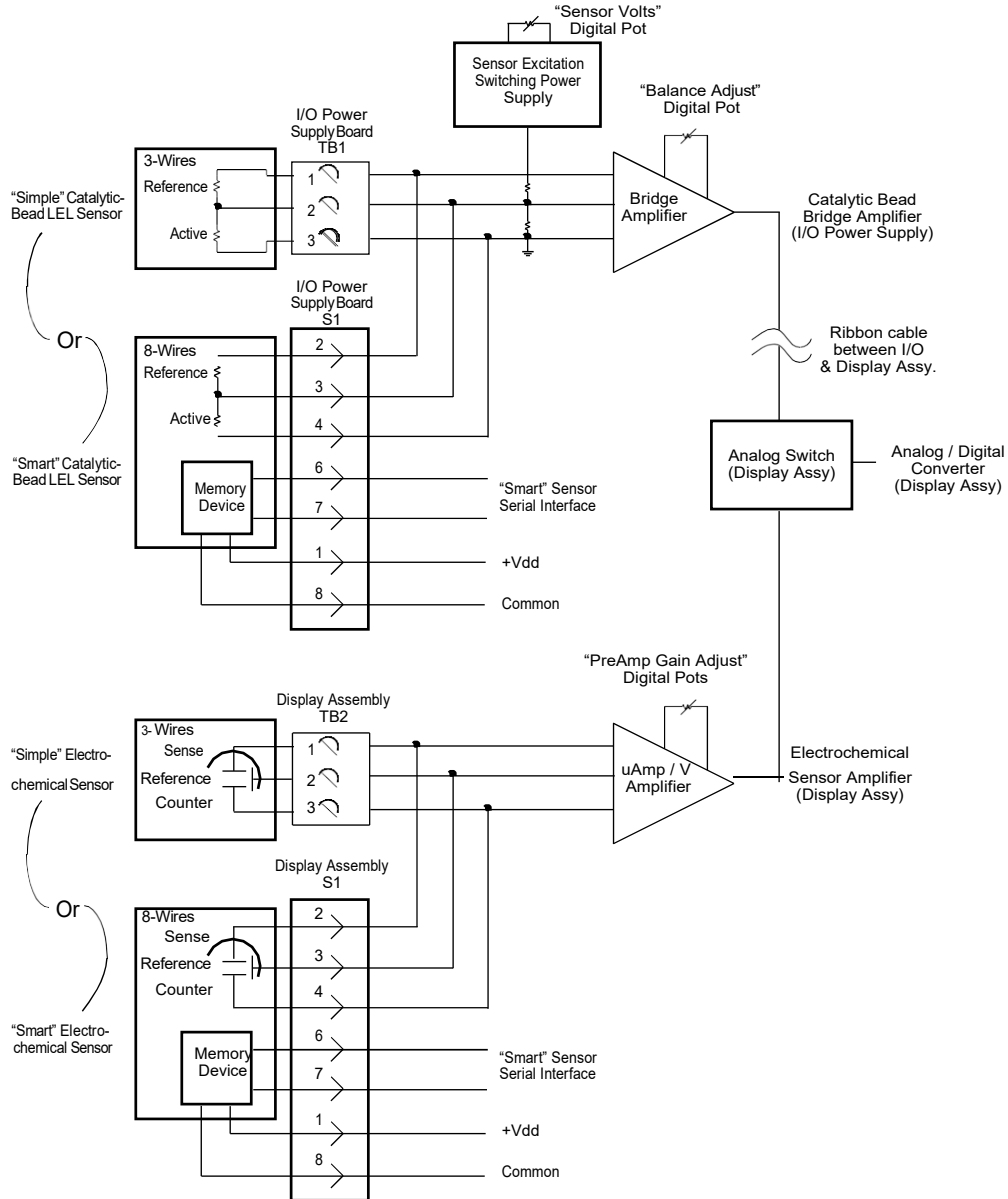 “Sensor Volts”
Digital Pot
Sensor Excitation
Switching Power
Supply
“Balance Adjust”
Digital Pot
I/O Power
Supply Board
TB1
3-Wires
Reference
Active
1
2
3
“Simple” Catalytic-
Bead LEL Sensor
Bridge
Amplifier
Catalytic Bead
Bridge Amplifier
(I/O Power Supply)
I/O Power
Supply Board
S1
Or
8-Wires
Reference
Active
2
3
4
6
7
1
8
Memory
Device
“Smart” Catalytic-
Bead LEL Sensor
“Smart” Sensor
Serial Interface
+Vdd
Common
Ribbon cable
between I/O
& Display Assy.
Analog Switch
(Display Assy)
Analog / Digital
Converter
(Display Assy)
“PreAmp Gain Adjust”
Digital Pots
Display Assembly
TB2
3- Wires
Sense
Reference
Counter
1
2
3
“Simple” Electro-
chemical Sensor
uAmp / V
Amplifier
Electrochemical
Sensor Amplifier
(Display Assy)
Display Assembly
S1
Or
8-Wires
Sense
Reference
Counter
2
3
4
6
7
1
8
Memory
Device
“Smart” Electro-
chemical Sensor
“Smart” Sensor
Serial Interface
+Vdd
Common